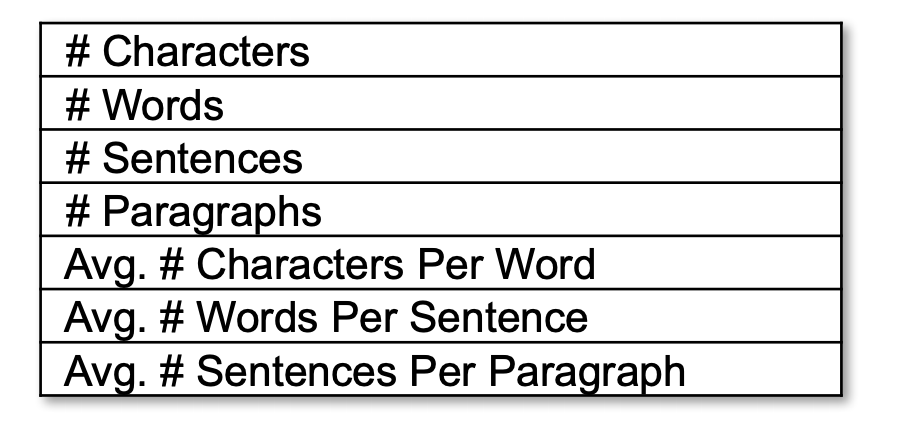 # Characters
# Words
# Sentences
# Paragraphs
Avg. # Characters Per Word
Avg. # Words Per Sentence
Avg. # Sentences Per Paragraph